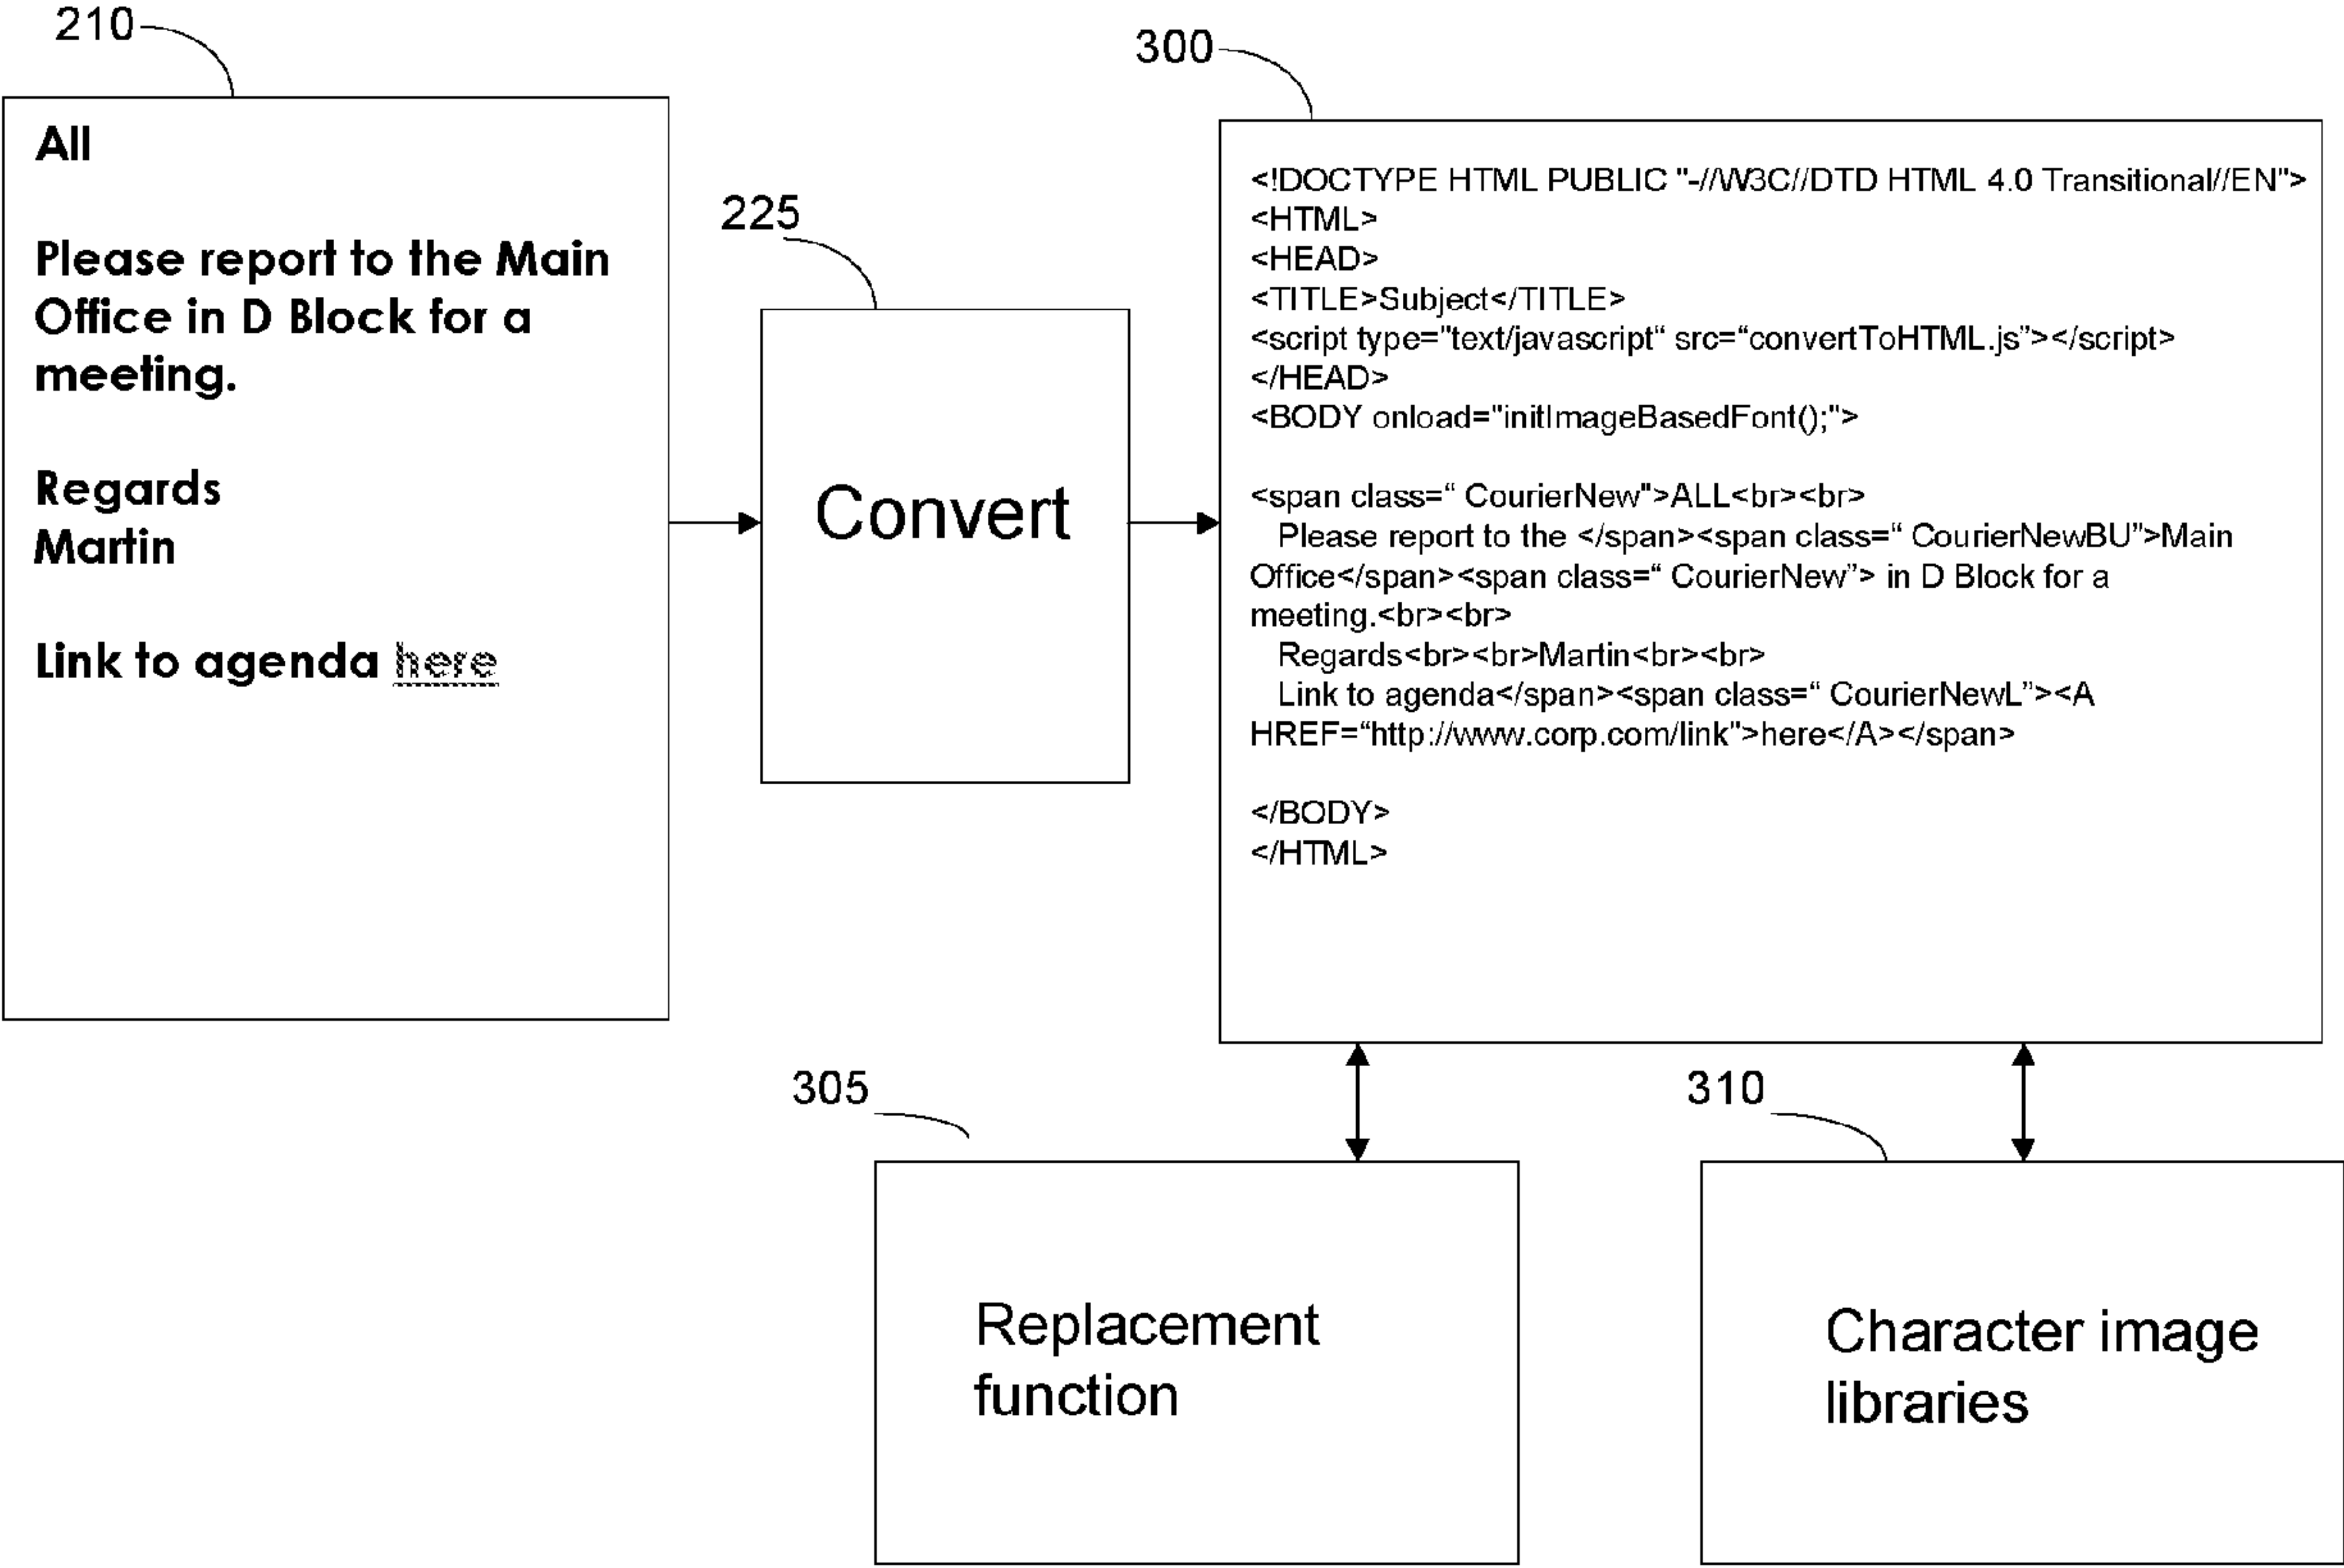 210
All
Please report to the Main
Office in D Block for a
meeting.
Regards
Martin
Link to agenda here
225
Convert
300
<!DOCTYPE HTML PUBLIC "-//W3C//DTD HTML 4.0 Transitional//EN">
<HTML>
<HEAD>
<TITLE>Subject</TITLE>
<script type="text/javascript“ src=“convertToHTML.js”></script>
</HEAD>
<BODY onload="initImageBasedFont();">
<span class=“ CourierNew">ALL<br><br>
Please report to the </span><span class=“ CourierNewBU”>Main
Office</span><span class=“ CourierNew”> in D Block for a
meeting.<br><br>
Regards<br><br>Martin<br><br>
Link to agenda</span><span class=“ CourierNewL”><A
HREF=“http://www.corp.com/link">here</A></span>
</BODY>
</HTML>
305
Replacement
function
310
Character image
libraries